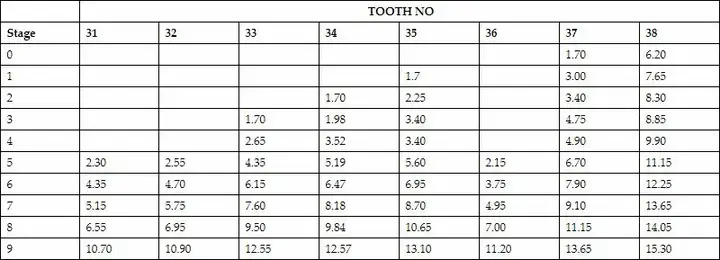 TOOTH NO
Stage 31 32 33 34 35 36 37 38
0 1.70 6.20
1 1.7 3.00 7.65
2 1.70 2.25 3.40 8.30
3 1.70 1.98 3.40 4.75 8.85
4 2.65 3.52 3.40 4.90 9.90
5 2.30 2.55 4.35 5.19 5.60 2.15 6.70 11.15
6 4.35 4.70 6.15 6.47 6.95 3.75 7.90 12.25
7 5.15 5.75 7.60 8.18 8.70 4.95 9.10 13.65
8 6.55 6.95 9.50 9.84 10.65 7.00 11.15 14.05
9 10.70 10.90 12.55 12.57 13.10 11.20 13.65 15.30